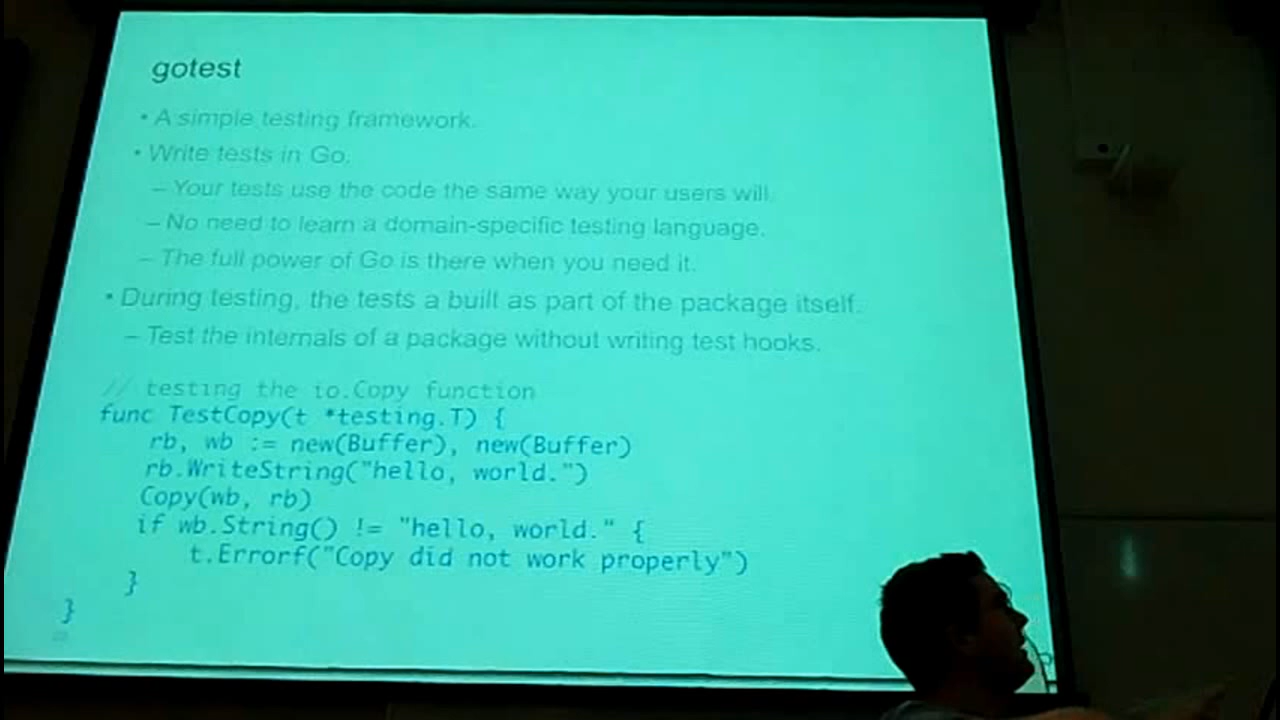 gotest
• A simple testing framework.
• Write tests in Go.
– Your tests use the code the same way your users will.
– No need to learn a domain-specific testing language.
– The full power of Go is there when you need it.
• During testing, the tests a built as part of the package itself.
– Test the internals of a package without writing test hooks.
// testing the io.Copy function
func TestCopy(t *testing.T) {
rb, wb := new(Buffer), new(Buffer)
rb.WriteString("hello, world.")
Copy(wb, rb)
if wb.String() != "hello, world." {
t.Errorf("Copy did not work properly")
}
}